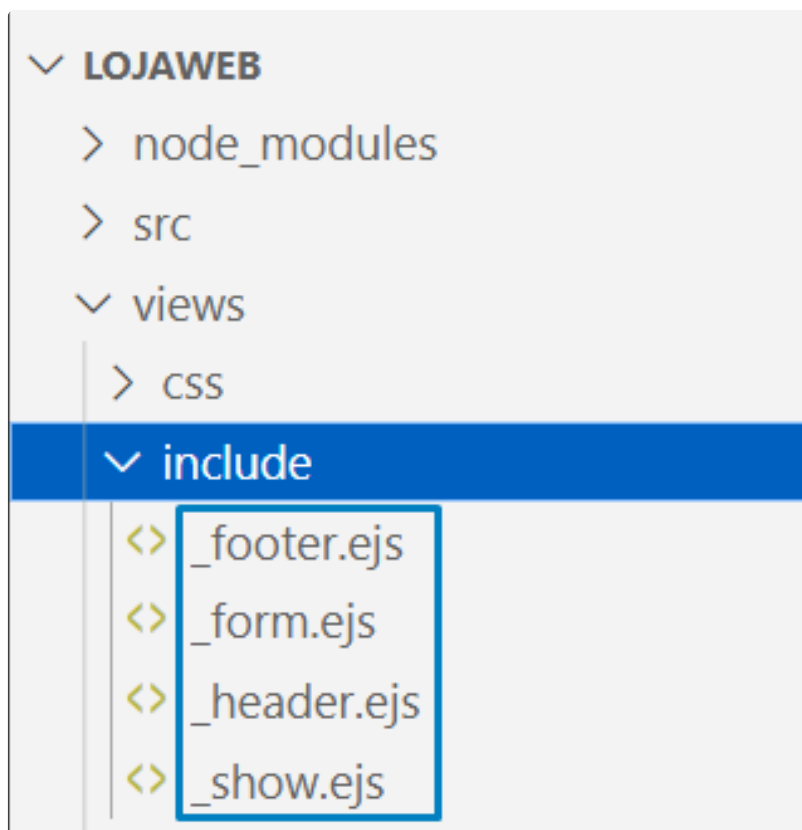 LOJAWEB
node_modules
src
views
css
include
_footer.ejs
_form.ejs
_header.ejs
_show.ejs